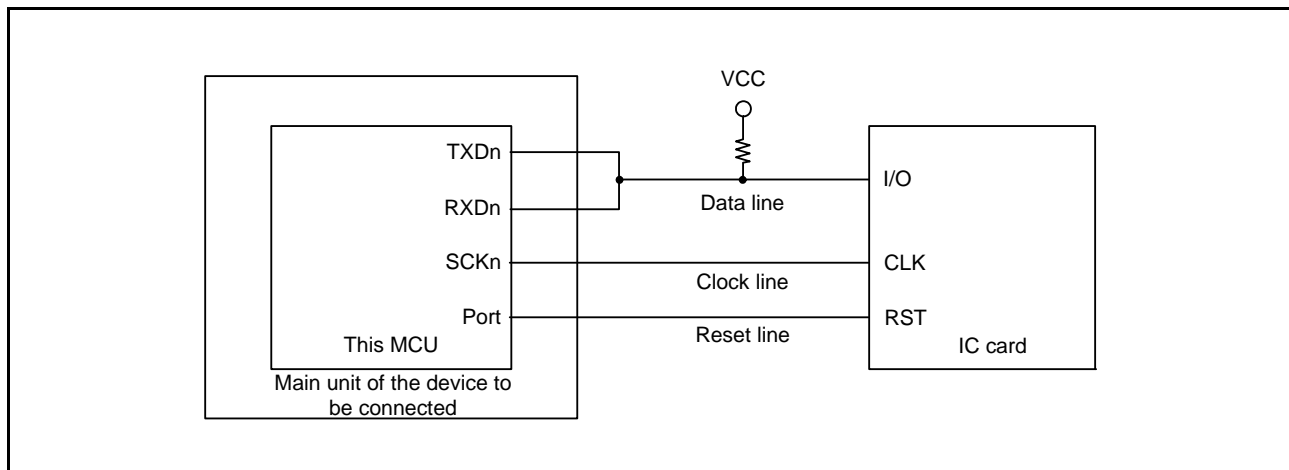 VCC
TXDn
I/O
Data line
RXDn
SCKn
CLK
Clock line
Port
RST
Reset line
This MCU
IC card
Main unit of the device to
be connected